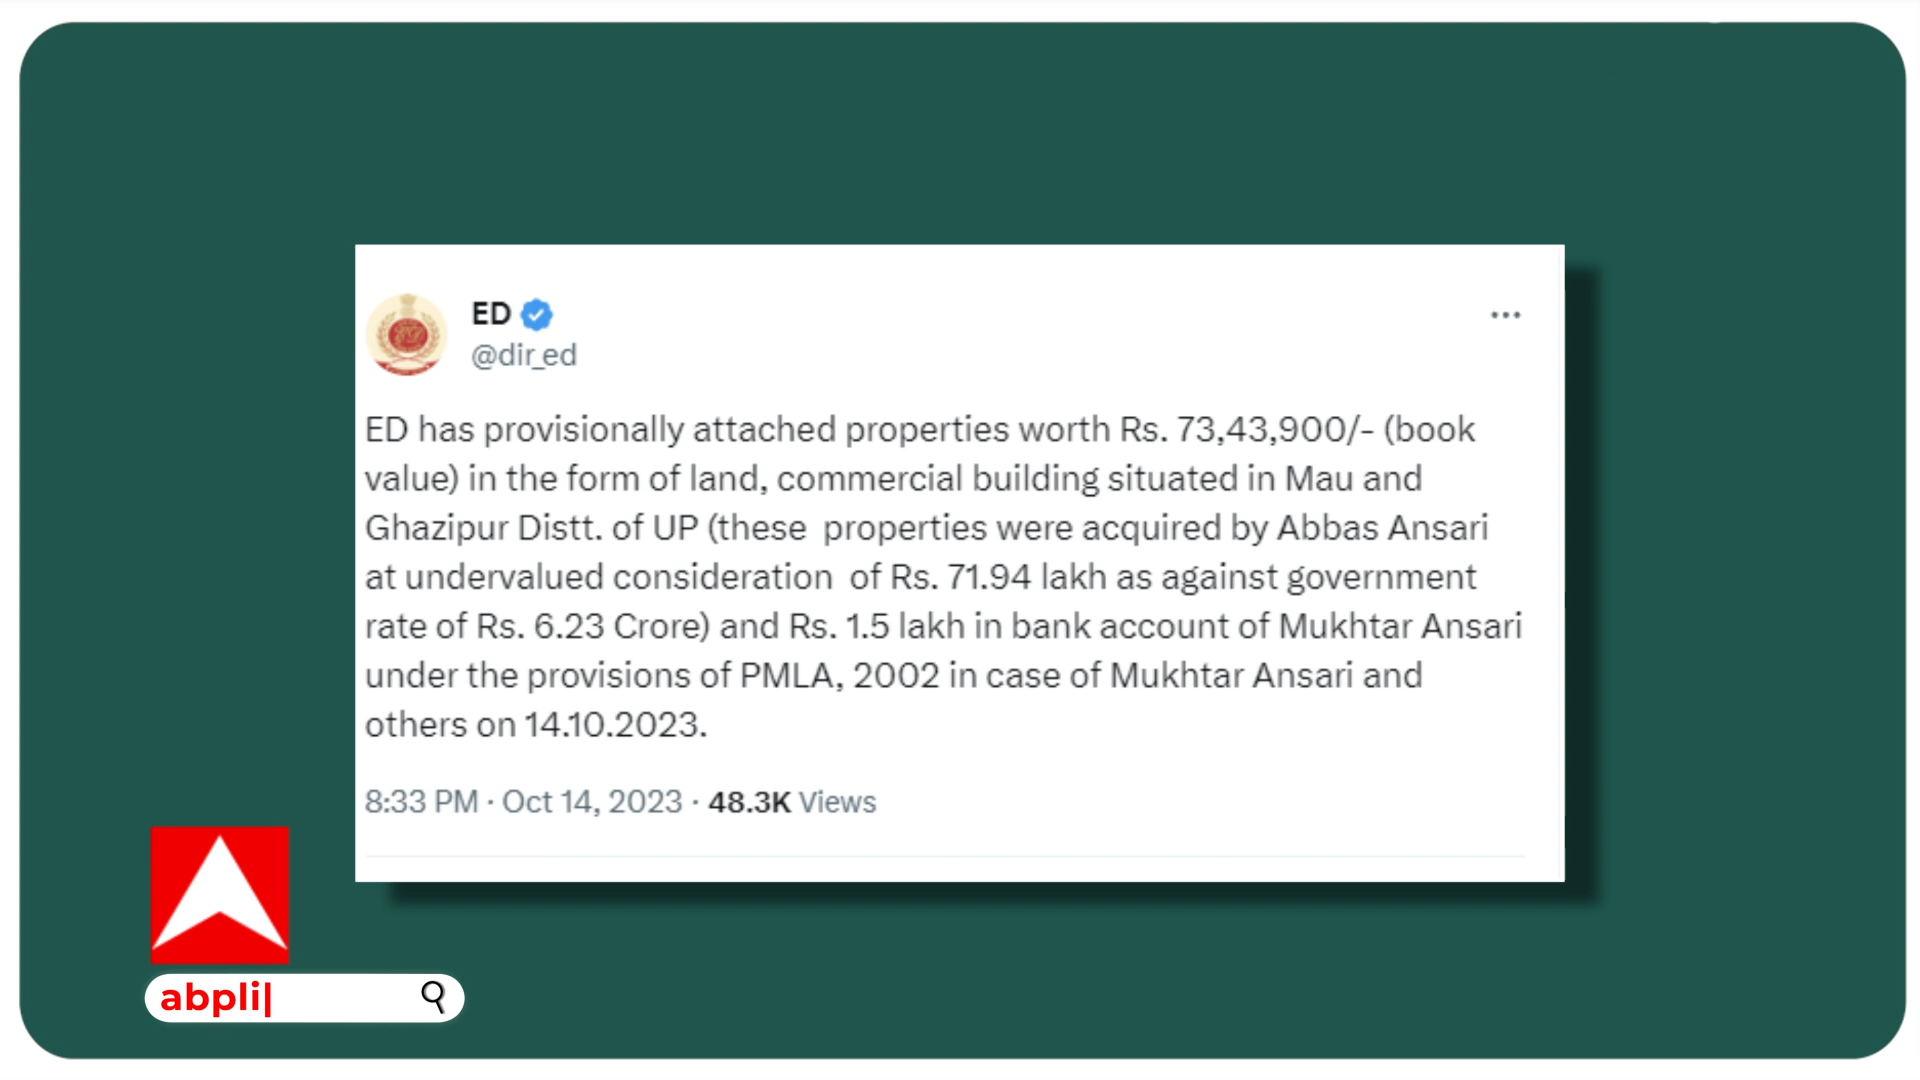 ED
@dir_ed
ED has provisionally attached properties worth Rs. 73,43,900/- (book
value) in the form of land, commercial building situated in Mau and
Ghazipur Distt. of UP (these  properties were acquired by Abbas Ansari
at undervalued consideration  of Rs. 71.94 lakh as against government
rate of Rs. 6.23 Crore) and Rs. 1.5 lakh in bank account of Mukhtar Ansari
under the provisions of PMLA, 2002 in case of Mukhtar Ansari and
others on 14.10.2023.
8:33 PM · Oct 14, 2023 · 48.3K Views
abpli|